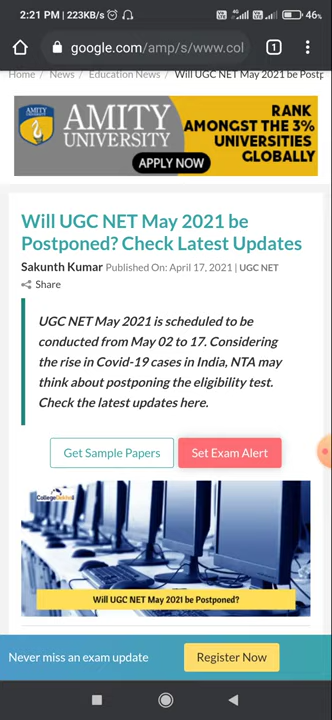 2:21 PM | 223KB/s
46%
google.com/amp/s/www.col
1
Home / News / Education News / Will UGC NET May 2021 be Postp
AMITY
UNIVERSITY
RANK
AMONGST THE 3%
UNIVERSITIES
GLOBALLY
APPLY NOW
Will UGC NET May 2021 be
Postponed? Check Latest Updates
Sakunth Kumar Published On: April 17, 2021 | UGC NET
Share
UGC NET May 2021 is scheduled to be
conducted from May 02 to 17. Considering
the rise in Covid-19 cases in India, NTA may
think about postponing the eligibility test.
Check the latest updates here.
Get Sample Papers
Set Exam Alert
CollegeDekho
Will UGC NET May 2021 be Postponed?
Never miss an exam update
Register Now